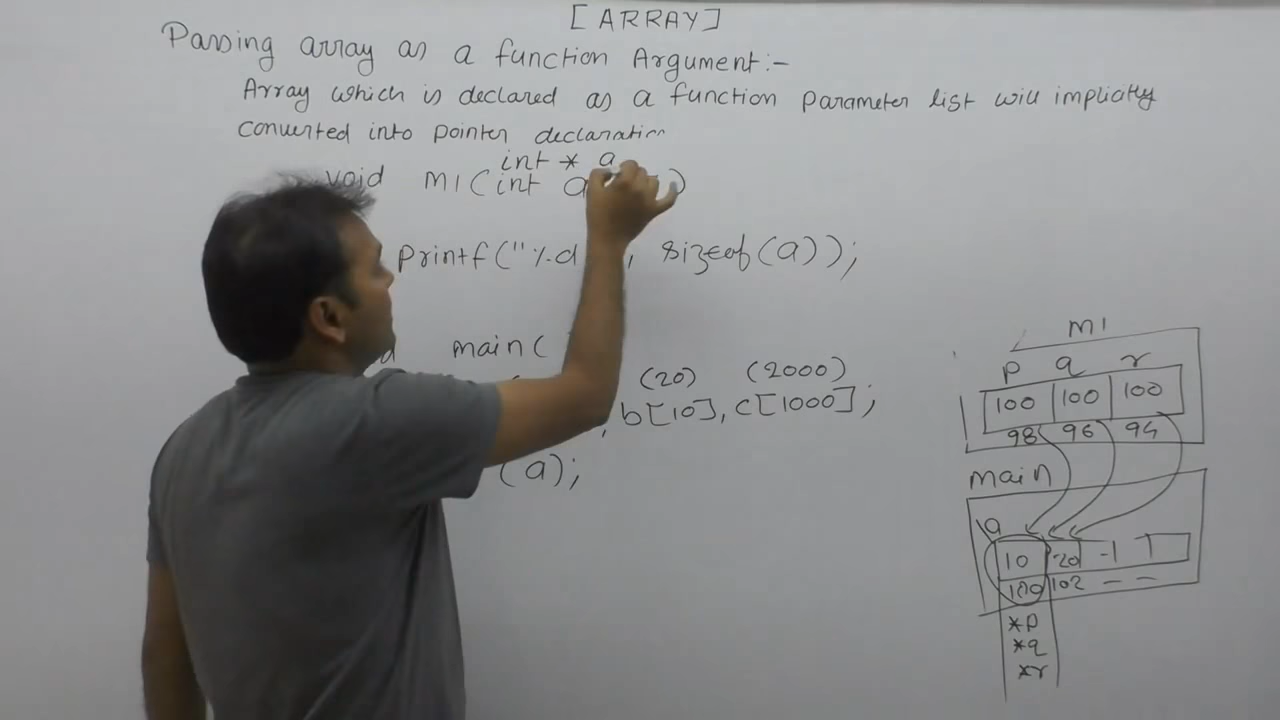 [ARRAY]
Passing array as a function Argument:-
Array which is declared as a function parameter list will implicitly
converted into pointer declaration
int * a
void m1(int a )
printf("%d , sizeof(a));
main(
(20) (2000)
, b[10], c[1000];
(a);
m1
p q r
100 100 100
98 96 94
main
a
10 20 - -
100 102 - -
*p
*q
*r